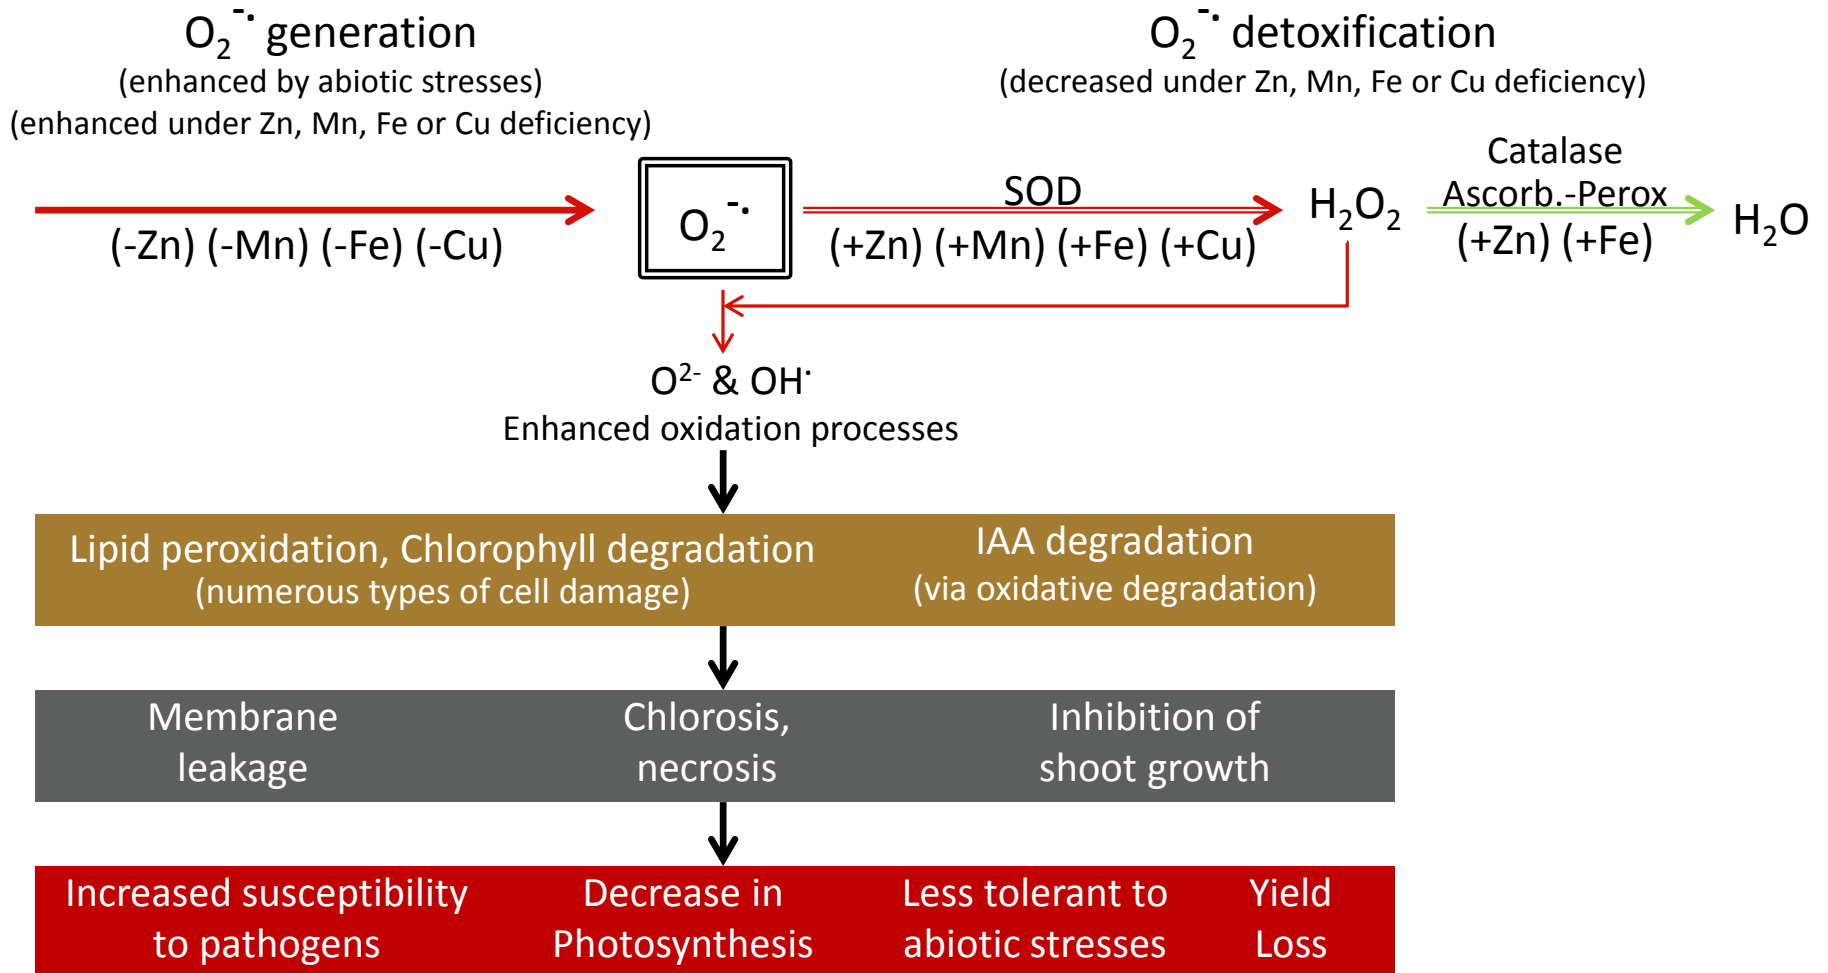 O₂⁻· generation
(enhanced by abiotic stresses)
(enhanced under Zn, Mn, Fe or Cu deficiency)
O₂⁻· detoxification
(decreased under Zn, Mn, Fe or Cu deficiency)
(-Zn) (-Mn) (-Fe) (-Cu)
O₂⁻·
SOD
(+Zn) (+Mn) (+Fe) (+Cu)
H₂O₂
Catalase
Ascorb.-Perox
(+Zn) (+Fe)
H₂O
O²⁻ & OH·
Enhanced oxidation processes
Lipid peroxidation, Chlorophyll degradation
(numerous types of cell damage)
IAA degradation
(via oxidative degradation)
Membrane
leakage
Chlorosis,
necrosis
Inhibition of
shoot growth
Increased susceptibility
to pathogens
Decrease in
Photosynthesis
Less tolerant to
abiotic stresses
Yield
Loss